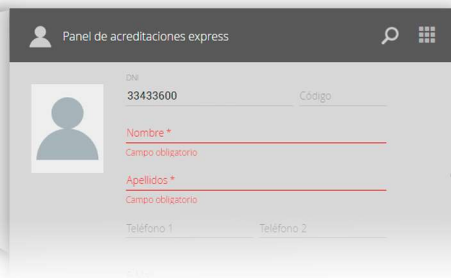 Panel de acreditaciones express
DNI
33433600 Código
Nombre *
Campo obligatorio
Apellidos *
Campo obligatorio
Teléfono 1 Teléfono 2